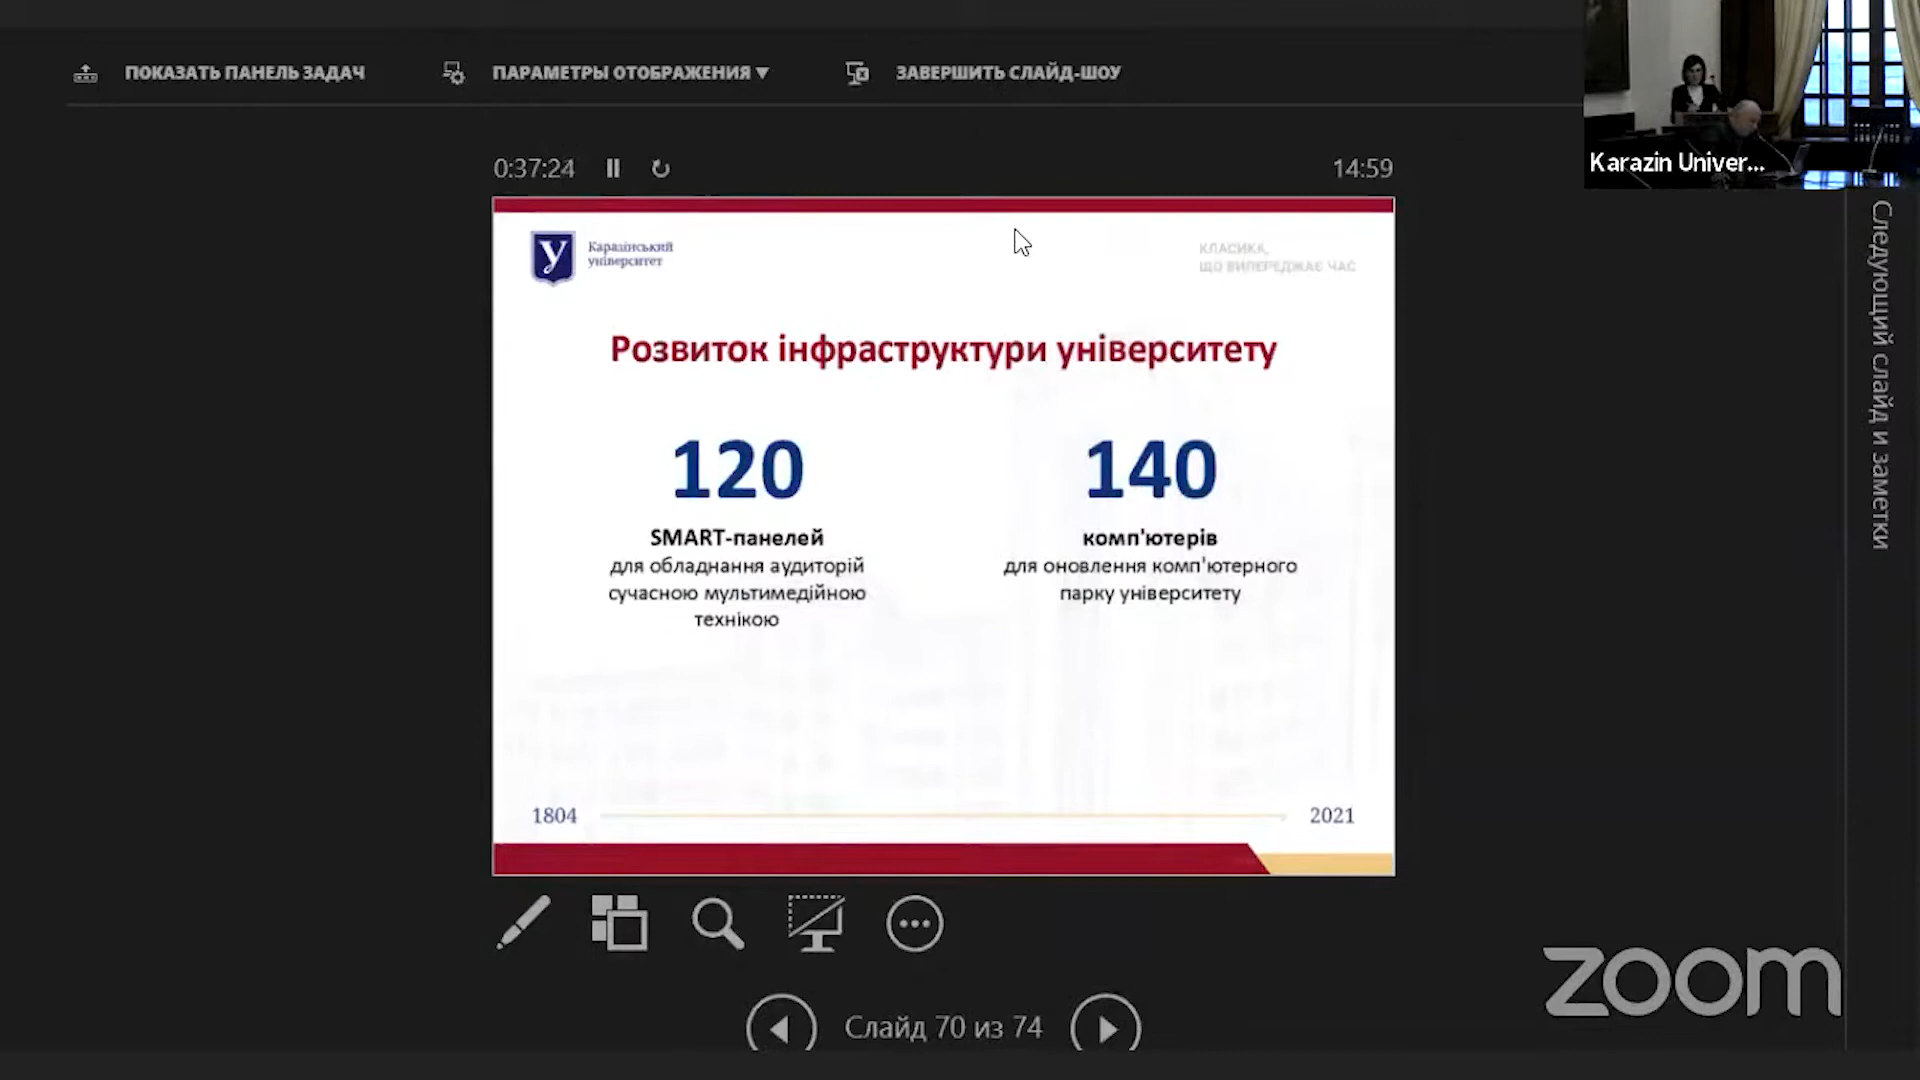 ПОКАЗАТЬ ПАНЕЛЬ ЗАДАЧ
ПАРАМЕТРЫ ОТОБРАЖЕНИЯ ▼
ЗАВЕРШИТЬ СЛАЙД-ШОУ
Karazin Univer...
0:37:24
14:59
Каразінський
університет
КЛАСИКА,
ЩО ВИПЕРЕДЖАЄ ЧАС
Розвиток інфраструктури університету
120
SMART-панелей
для обладнання аудиторій
сучасною мультимедійною
технікою
140
комп'ютерів
для оновлення комп'ютерного
парку університету
1804
2021
Слайд 70 из 74
Следующий слайд и заметки
zoom